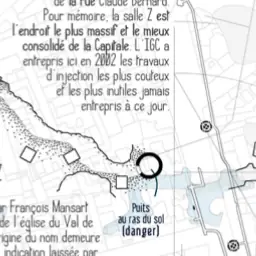 de la rue Claude Bernard.
Pour mémoire, la salle Z est
l'endroit le plus massif et le mieux
consolidé de la Capitale. L'IGC a
entrepris ici en 2002 les travaux
d'injection les plus couteux
et les plus inutiles jamais
entrepris à ce jour.
Puits
au ras du sol
(danger)
ar François Mansart
de l'église du Val de
rigine du nom demeure
indication laissée par